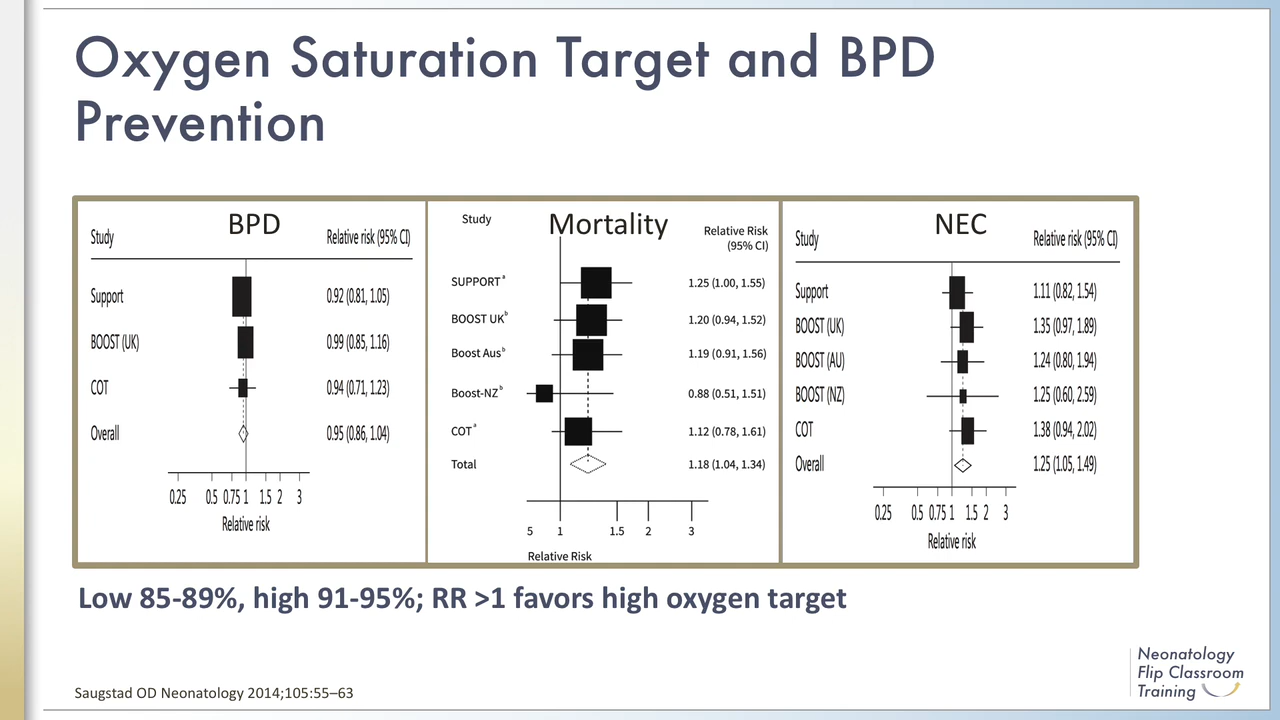 Oxygen Saturation Target and BPD
Prevention
BPD
Study Relative risk (95% CI)
Support 0.92 (0.81, 1.05)
BOOST (UK) 0.99 (0.85, 1.16)
COT 0.94 (0.71, 1.23)
Overall 0.95 (0.86, 1.04)
0.25 0.5 0.75 1 1.5 2 3
Relative risk
Mortality
Study Relative Risk
(95% CI)
SUPPORT a 1.25 (1.00, 1.55)
BOOST UK b 1.20 (0.94, 1.52)
Boost Aus b 1.19 (0.91, 1.56)
Boost-NZ b 0.88 (0.51, 1.51)
COT a 1.12 (0.78, 1.61)
Total 1.18 (1.04, 1.34)
5 1 1.5 2 3
Relative Risk
NEC
Study Relative risk (95% CI)
Support 1.11 (0.82, 1.54)
BOOST (UK) 1.35 (0.97, 1.89)
BOOST (AU) 1.24 (0.80, 1.94)
BOOST (NZ) 1.25 (0.60, 2.59)
COT 1.38 (0.94, 2.02)
Overall 1.25 (1.05, 1.49)
0.25 0.5 0.75 1 1.5 2 3
Relative risk
Low 85-89%, high 91-95%; RR >1 favors high oxygen target
Saugstad OD Neonatology 2014;105:55–63
Neonatology
Flip Classroom
Training